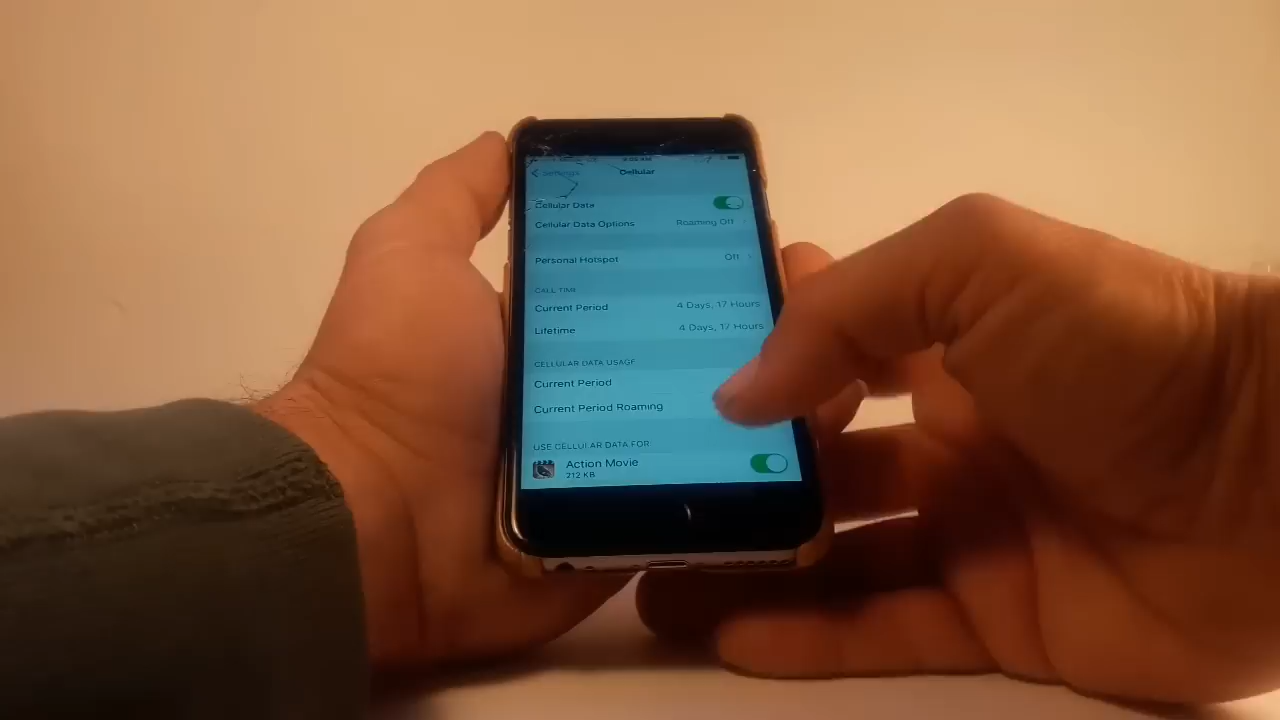 Settings
Cellular
Cellular Data
Cellular Data Options Roaming Off
Personal Hotspot Off
CALL TIME
Current Period 4 Days, 17 Hours
Lifetime 4 Days, 17 Hours
CELLULAR DATA USAGE
Current Period
Current Period Roaming
USE CELLULAR DATA FOR
Action Movie
712 KB